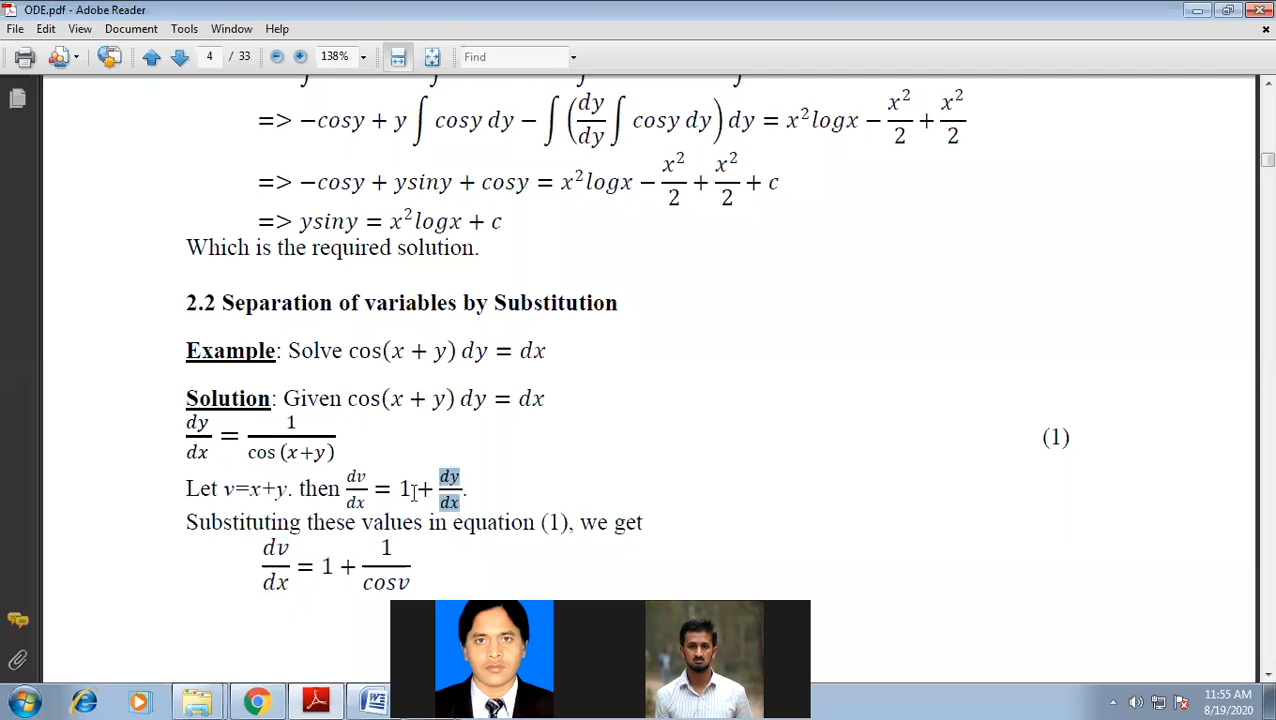 ODE.pdf - Adobe Reader
File Edit View Document Tools Window Help
4 / 33 138% Find
=> −cosy + y ∫ cosy dy − ∫ (dy/dy ∫ cosy dy) dy = x²logx − x²/2 + x²/2
=> −cosy + ysiny + cosy = x²logx − x²/2 + x²/2 + c
=> ysiny = x²logx + c
Which is the required solution.
2.2 Separation of variables by Substitution
Example: Solve cos(x + y) dy = dx
Solution: Given cos(x + y) dy = dx
dy/dx = 1/cos (x+y) (1)
Let v=x+y. then dv/dx = 1 + dy/dx.
Substituting these values in equation (1), we get
dv/dx = 1 + 1/cosv
11:55 AM
8/19/2020